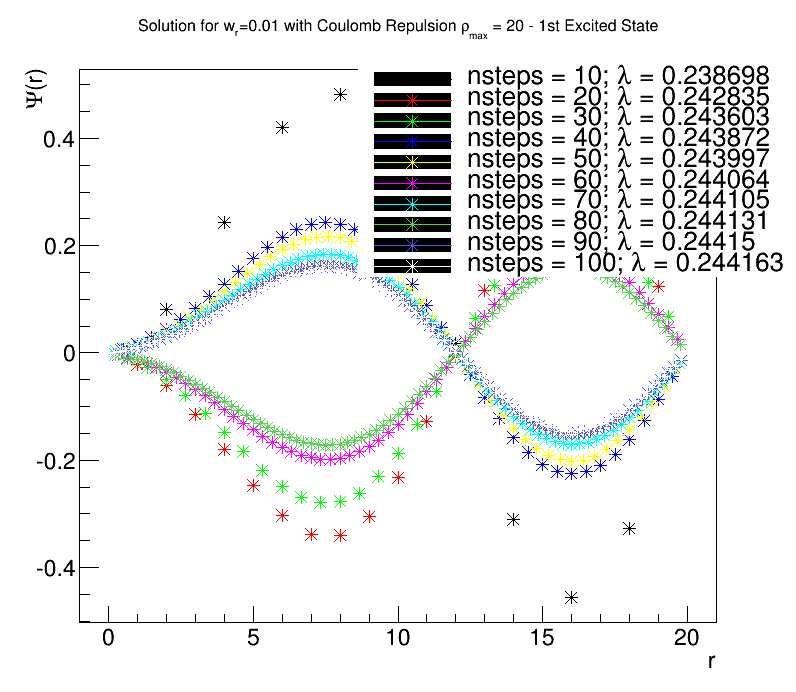 Solution for wr=0.01 with Coulomb Repulsion ρmax = 20 - 1st Excited State
Ψ(r)
nsteps = 10; λ = 0.238698
nsteps = 20; λ = 0.242835
nsteps = 30; λ = 0.243603
nsteps = 40; λ = 0.243872
nsteps = 50; λ = 0.243997
nsteps = 60; λ = 0.244064
nsteps = 70; λ = 0.244105
nsteps = 80; λ = 0.244131
nsteps = 90; λ = 0.24415
nsteps = 100; λ = 0.244163
0.4
0.2
0
-0.2
-0.4
0 5 10 15 20
r